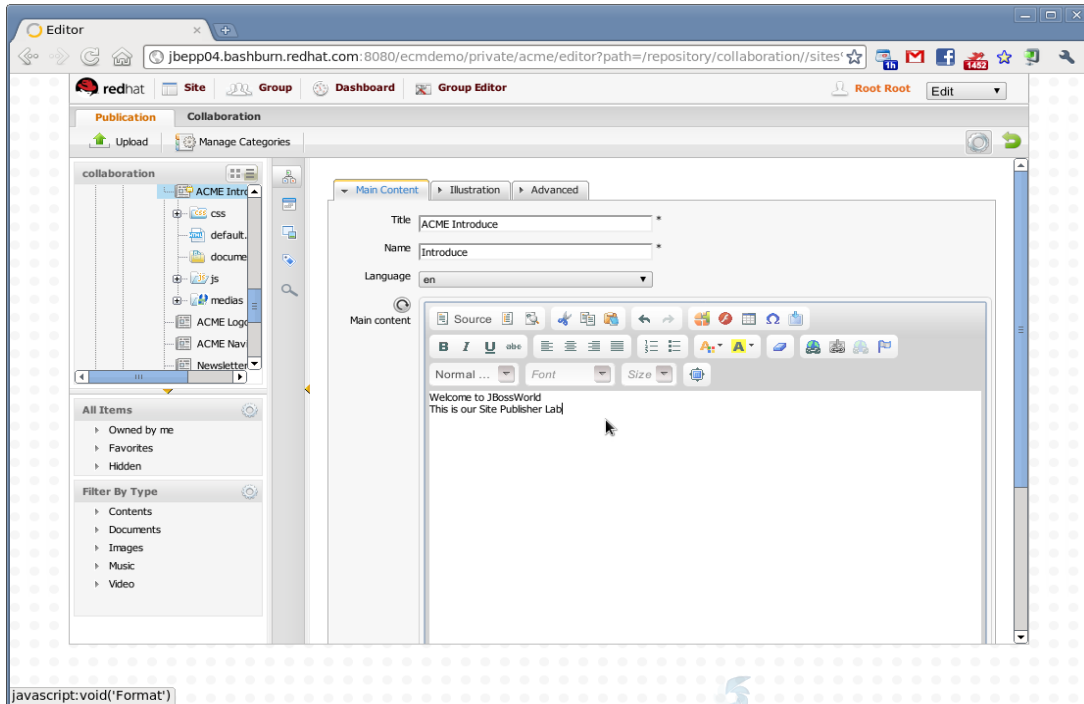 Editor
jbepp04.bashburn.redhat.com:8080/ecmdemo/private/acme/editor?path=/repository/collaboration//sites
1h
1452
redhat Site Group Dashboard Group Editor Root Root Edit
Publication Collaboration
Upload Manage Categories
collaboration
ACME Intro
css
default.
docume
js
medias
ACME Logo
ACME Navi
Newsletter
All Items
Owned by me
Favorites
Hidden
Filter By Type
Contents
Documents
Images
Music
Video
Main Content Illustration Advanced
Title ACME Introduce *
Name Introduce *
Language en
Main content
Source
B I U abc
A A
Normal ... Font Size
Welcome to JBossWorld
This is our Site Publisher Lab
javascript:void('Format')